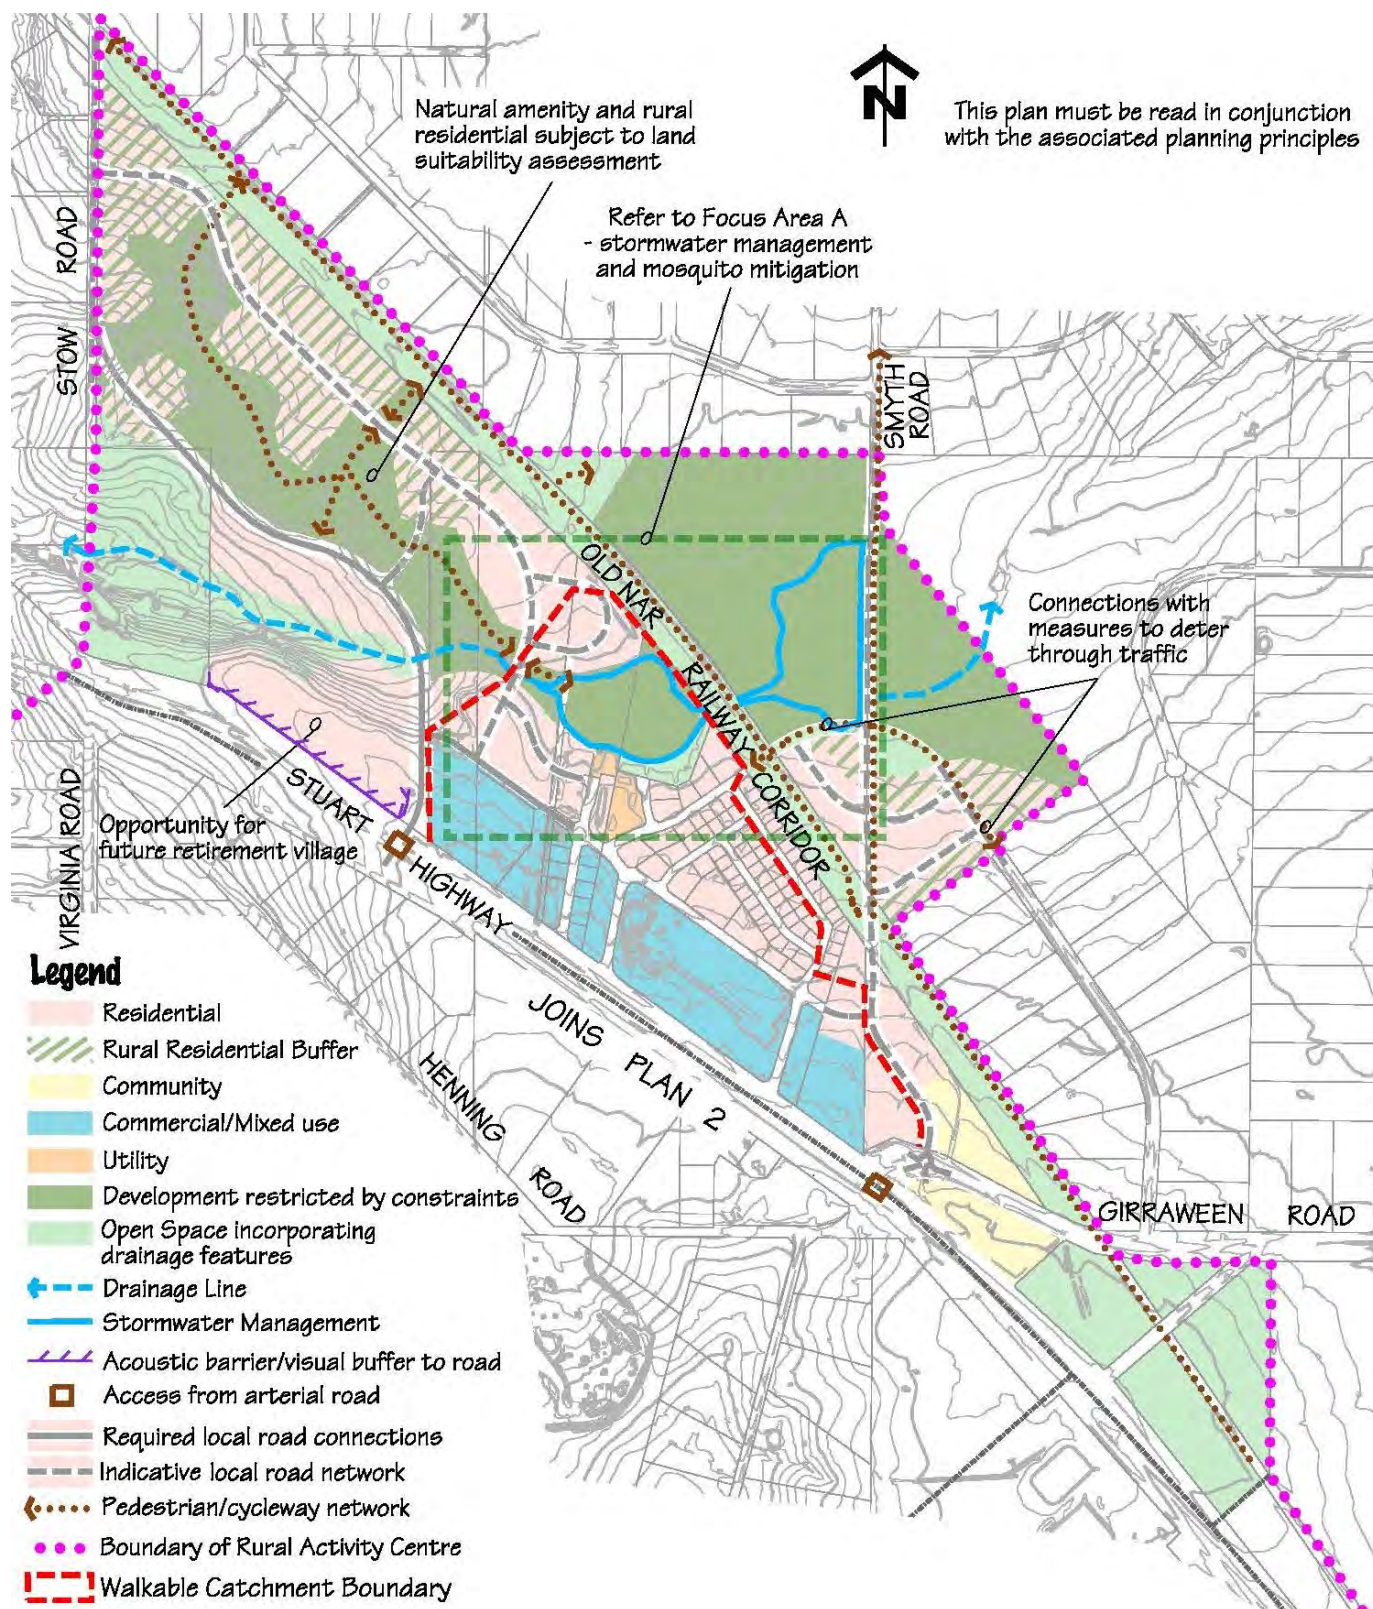 N
This plan must be read in conjunction
with the associated planning principles
Natural amenity and rural
residential subject to land
suitability assessment
Refer to Focus Area A
- stormwater management
and mosquito mitigation
STOW ROAD
SMYTH
ROAD
OLD NAR RAILWAY CORRIDOR
Connections with
measures to deter
through traffic
VIRGINIA ROAD
Opportunity for
future retirement village
STUART HIGHWAY
JOINS PLAN 2
HENNING ROAD
GIRRAWEEN ROAD
Legend
Residential
Rural Residential Buffer
Community
Commercial/Mixed use
Utility
Development restricted by constraints
Open Space incorporating
drainage features
Drainage Line
Stormwater Management
Acoustic barrier/visual buffer to road
Access from arterial road
Required local road connections
Indicative local road network
Pedestrian/cycleway network
Boundary of Rural Activity Centre
Walkable Catchment Boundary